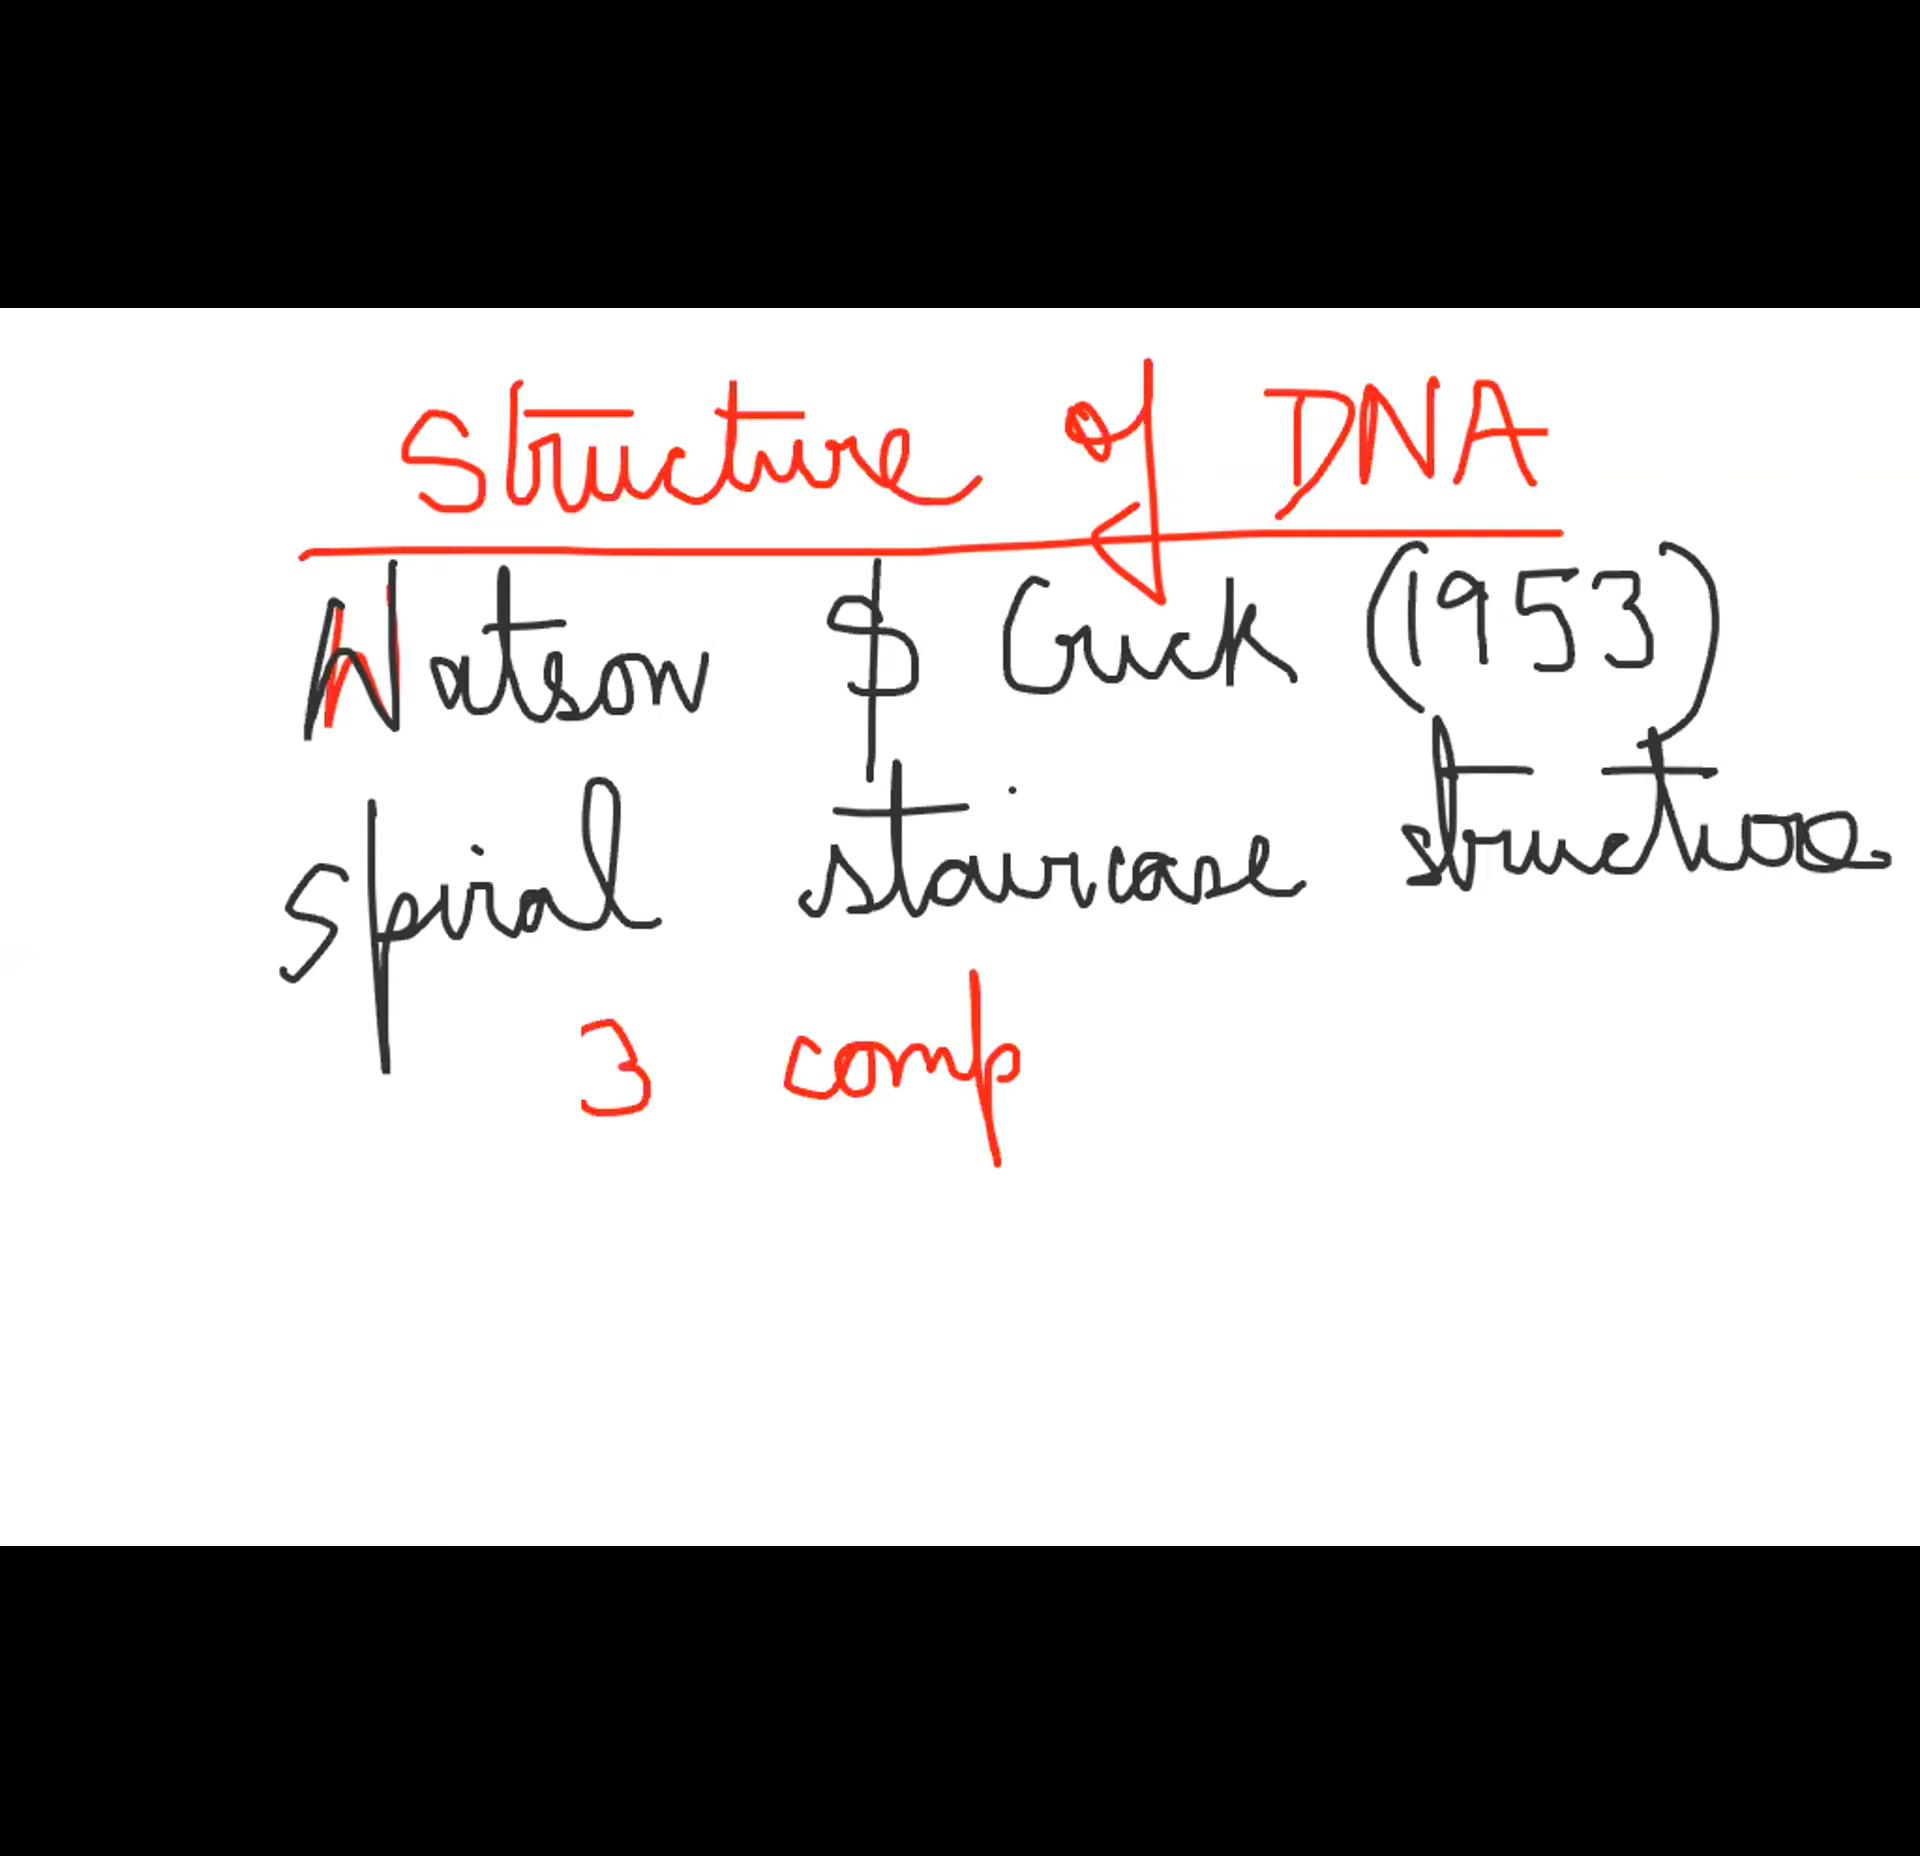 Structure of DNA
Watson $ Crick (1953)
Spiral staircase structure
3 comp